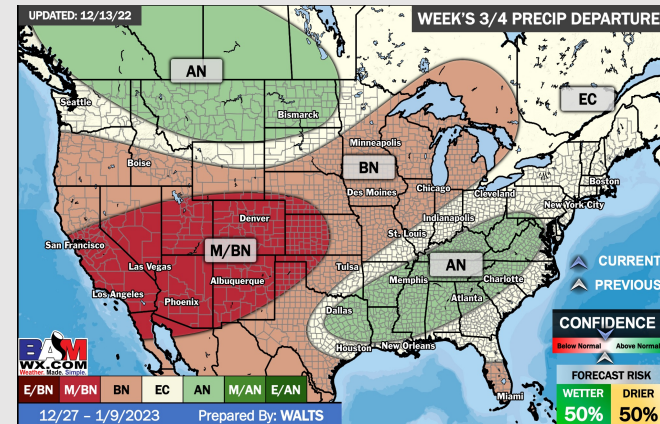 UPDATED: 12/13/22
WEEK'S 3/4 PRECIP DEPARTURE
AN
EC
Seattle
Bismarck
Minneapolis
BN
Boise
Des Moines
Chicago
Cleveland
Boston
New York City
Denver
Indianapolis
St. Louis
San Francisco
M/BN
Las Vegas
Albuquerque
Tulsa
AN
Memphis
Charlotte
Los Angeles
Phoenix
Atlanta
Dallas
Houston
New Orleans
Miami
CURRENT
PREVIOUS
CONFIDENCE
Below Normal
Above Normal
FORECAST RISK
WETTER
DRIER
50%
50%
BAM
WX.COM
Weather. Made. Simple.
E/BN M/BN BN EC AN M/AN E/AN
12/27 – 1/9/2023 Prepared By: WALTS